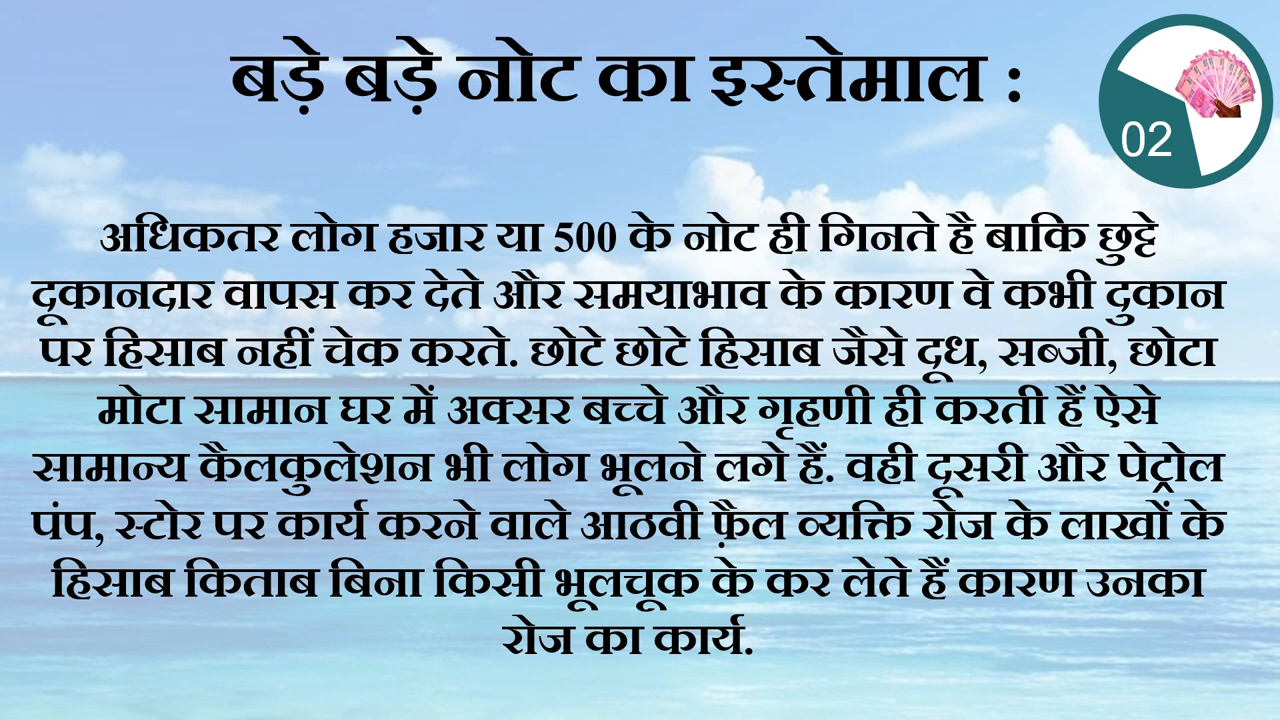 बड़े बड़े नोट का इस्तेमाल :
02
अधिकतर लोग हजार या 500 के नोट ही गिनते है बाकि छुट्टे
दूकानदार वापस कर देते और समयाभाव के कारण वे कभी दुकान
पर हिसाब नहीं चेक करते. छोटे छोटे हिसाब जैसे दूध, सब्जी, छोटा
मोटा सामान घर में अक्सर बच्चे और गृहणी ही करती हैं ऐसे
सामान्य कैलकुलेशन भी लोग भूलने लगे हैं. वही दूसरी और पेट्रोल
पंप, स्टोर पर कार्य करने वाले आठवी फ़ैल व्यक्ति रोज के लाखों के
हिसाब किताब बिना किसी भूलचूक के कर लेते हैं कारण उनका
रोज का कार्य.